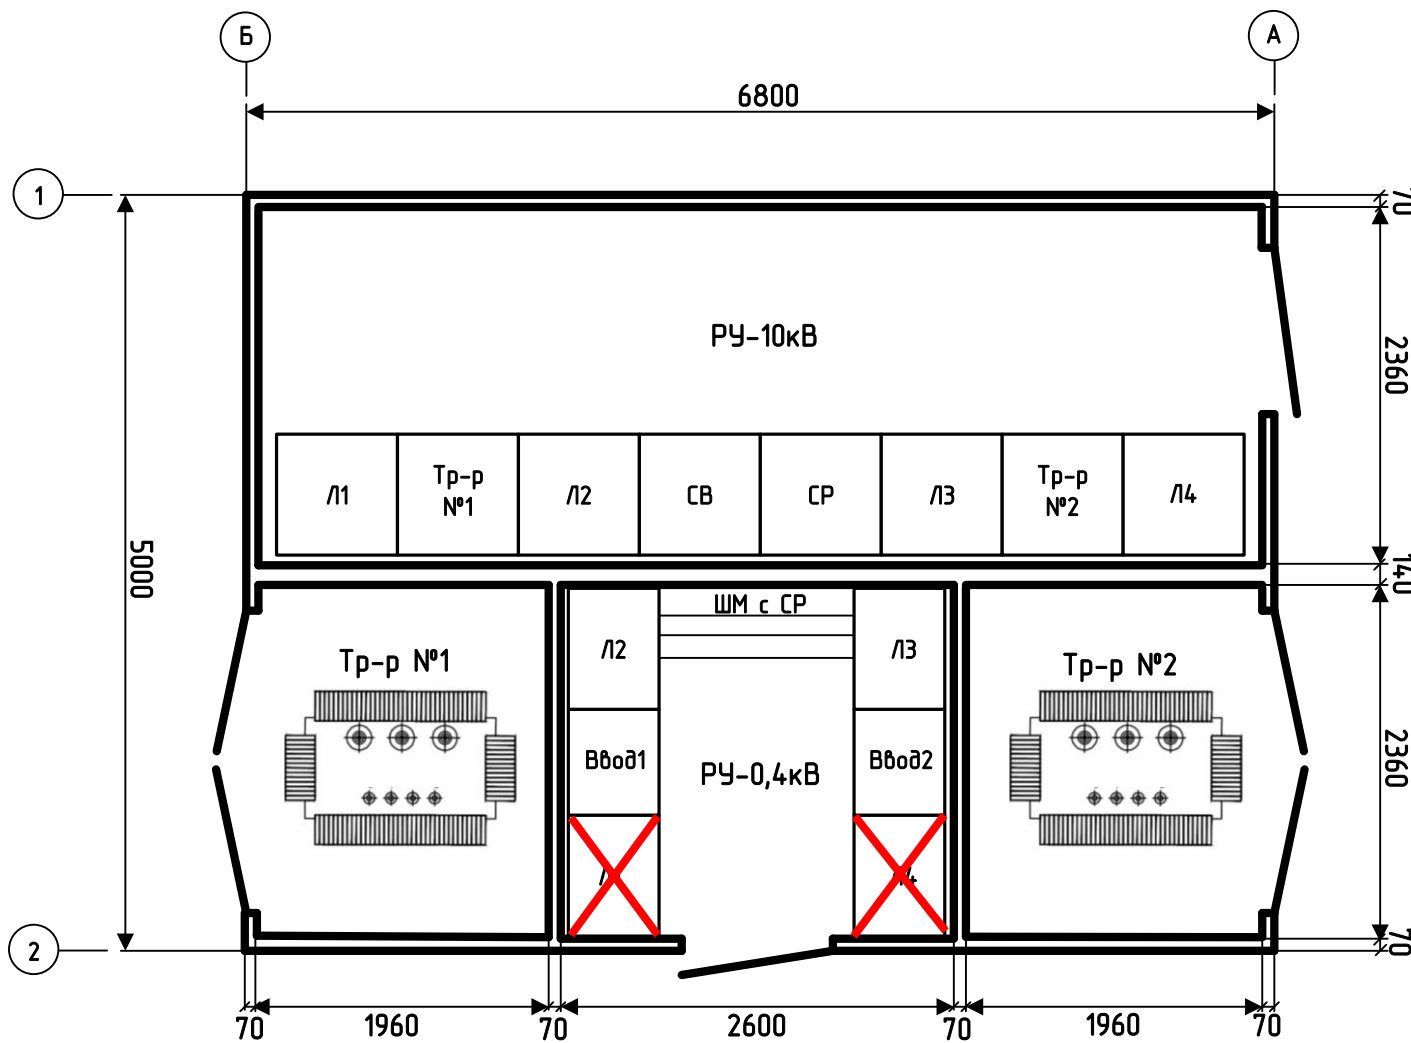 Б
А
6800
1
70
РУ-10кВ
2360
Л1
Тр-р
№1
Л2
СВ
СР
Л3
Тр-р
№2
Л4
5000
140
ШМ с СР
Л2
Л3
Тр-р №1
Тр-р №2
Ввод1
РУ-0,4кВ
Ввод2
2360
2
70
70
1960
70
2600
70
1960
70